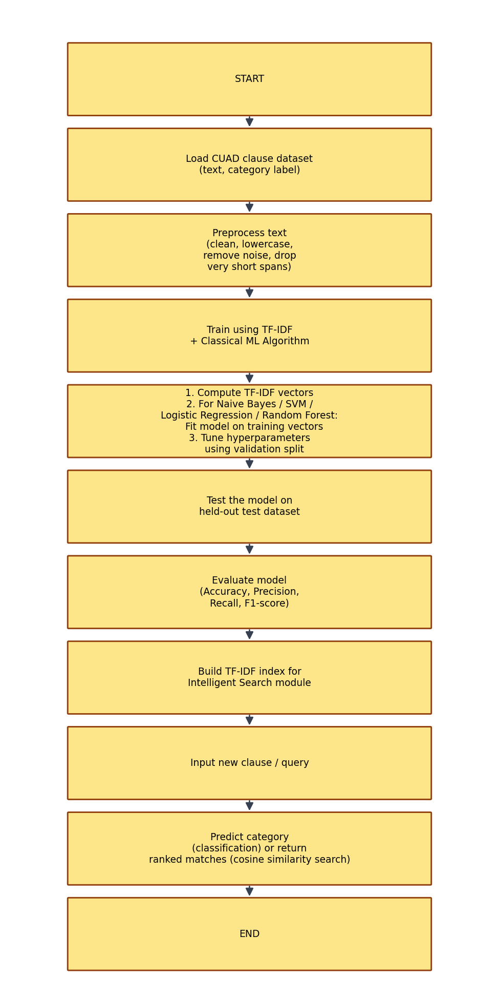 START
Load CUAD clause dataset
(text, category label)
Preprocess text
(clean, lowercase,
remove noise, drop
very short spans)
Train using TF-IDF
+ Classical ML Algorithm
1. Compute TF-IDF vectors
2. For Naive Bayes / SVM /
Logistic Regression / Random Forest:
Fit model on training vectors
3. Tune hyperparameters
using validation split
Test the model on
held-out test dataset
Evaluate model
(Accuracy, Precision,
Recall, F1-score)
Build TF-IDF index for
Intelligent Search module
Input new clause / query
Predict category
(classification) or return
ranked matches (cosine similarity search)
END